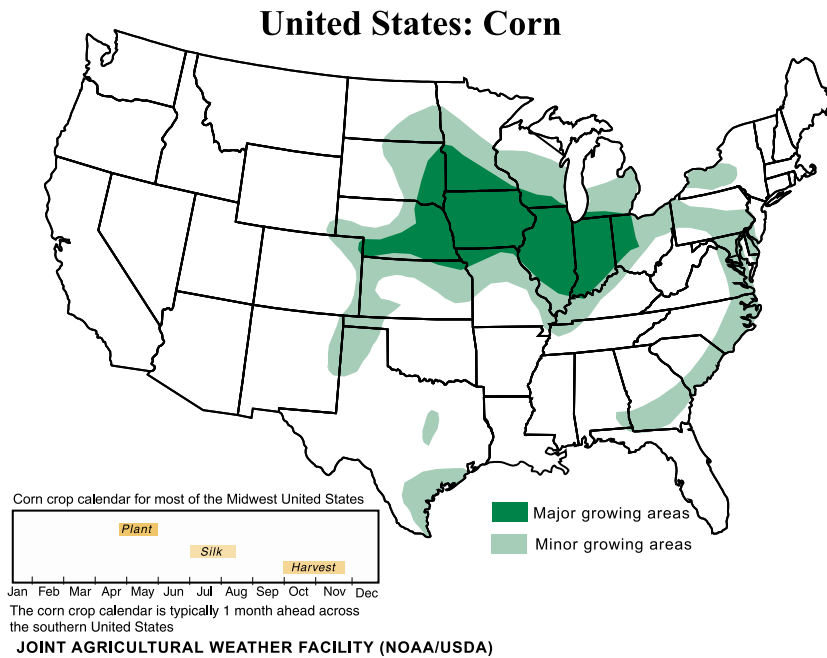 United States: Corn
Corn crop calendar for most of the Midwest United States
Plant
Silk
Harvest
Jan Feb Mar Apr May Jun Jul Aug Sep Oct Nov Dec
The corn crop calendar is typically 1 month ahead across
the southern United States
Major growing areas
Minor growing areas
JOINT AGRICULTURAL WEATHER FACILITY (NOAA/USDA)